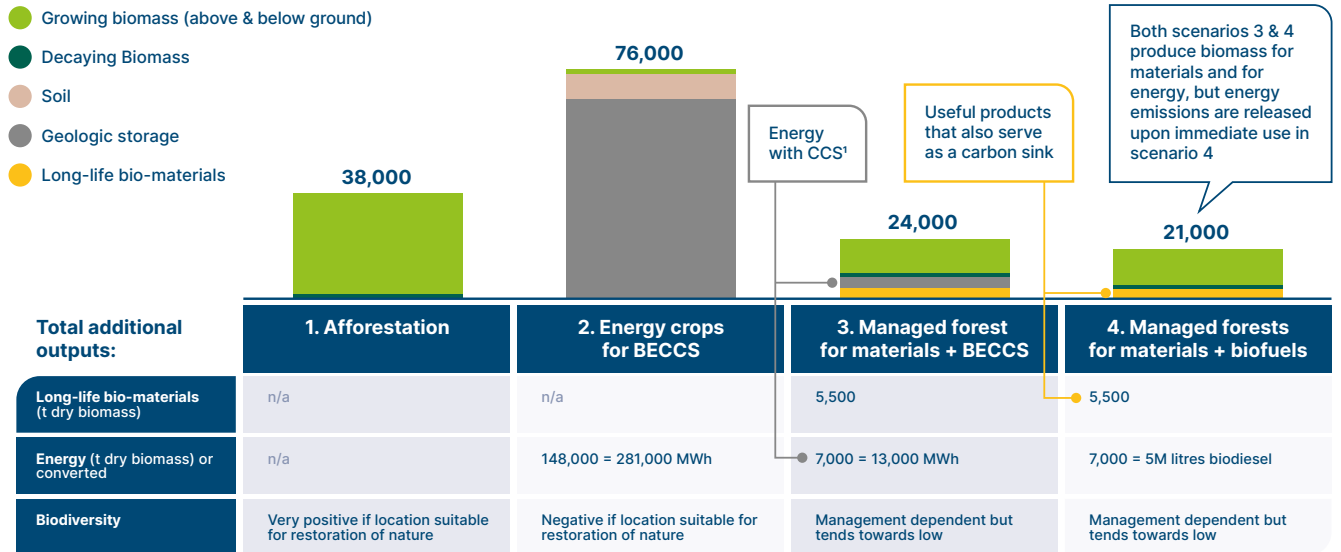 Growing biomass (above & below ground)
Decaying Biomass
Soil
Geologic storage
Long-life bio-materials
38,000
76,000
24,000
21,000
Energy
with CCS¹
Useful products
that also serve
as a carbon sink
Both scenarios 3 & 4
produce biomass for
materials and for
energy, but energy
emissions are released
upon immediate use in
scenario 4
Total additional
outputs:
1. Afforestation
2. Energy crops
for BECCS
3. Managed forest
for materials + BECCS
4. Managed forests
for materials + biofuels
Long-life bio-materials
(t dry biomass)
n/a
n/a
5,500
5,500
Energy (t dry biomass) or
converted
n/a
148,000 = 281,000 MWh
7,000 = 13,000 MWh
7,000 = 5M litres biodiesel
Biodiversity
Very positive if location suitable
for restoration of nature
Negative if location suitable for
restoration of nature
Management dependent but
tends towards low
Management dependent but
tends towards low